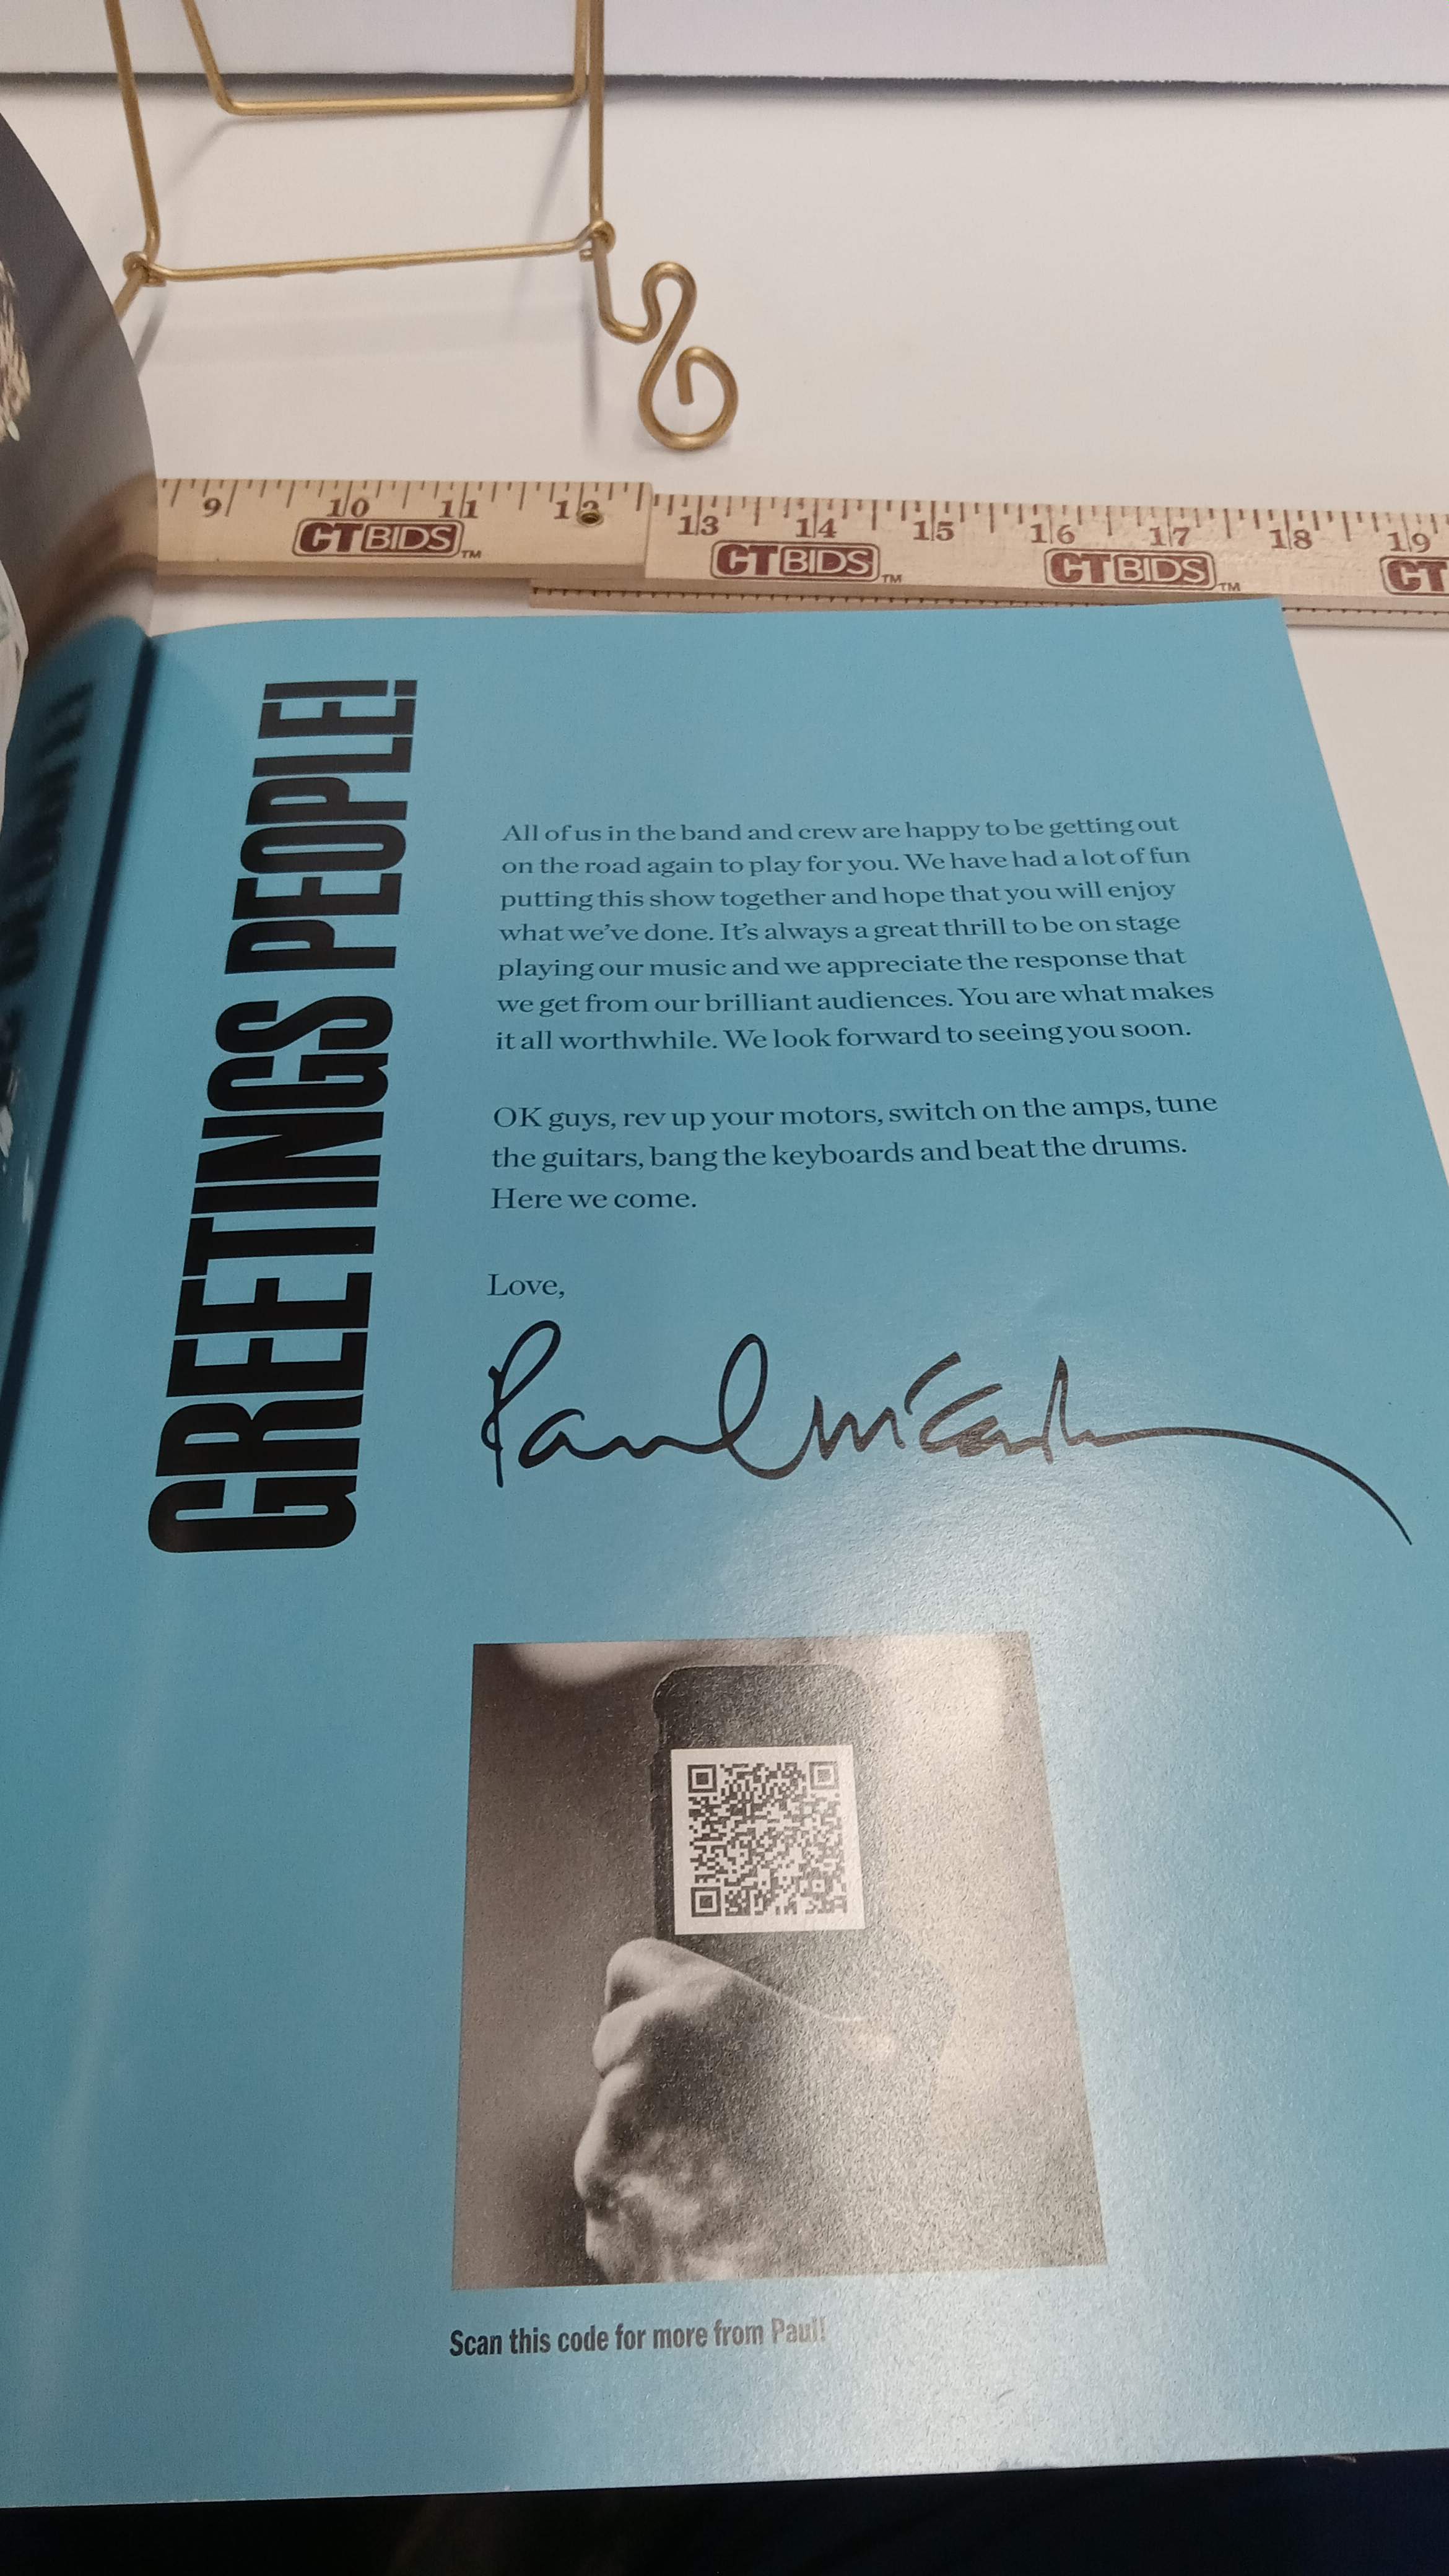 9 10 11 12 13 14 15 16 17 18 19
CTBIDS™ CTBIDS™ CTBIDS™ CT
GREETINGS PEOPLE!
All of us in the band and crew are happy to be getting out
on the road again to play for you. We have had a lot of fun
putting this show together and hope that you will enjoy
what we've done. It's always a great thrill to be on stage
playing our music and we appreciate the response that
we get from our brilliant audiences. You are what makes
it all worthwhile. We look forward to seeing you soon.
OK guys, rev up your motors, switch on the amps, tune
the guitars, bang the keyboards and beat the drums.
Here we come.
Love,
Paul McCartney
Scan this code for more from Paul!